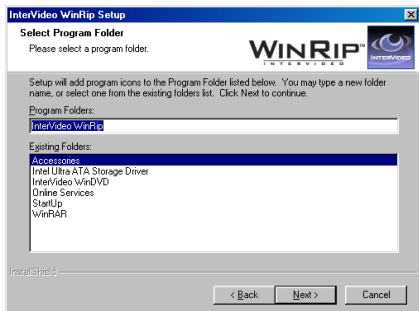 InterVideo WinRip Setup
Select Program Folder
Please select a program folder.
WINRIP™
INTERVIDEO
INTERVIDEO
Setup will add program icons to the Program Folder listed below. You may type a new folder
name, or select one from the existing folders list. Click Next to continue.
Program Folders:
InterVideo WinRip
Existing Folders:
Accessories
Intel Ultra ATA Storage Driver
InterVideo WinDVD
Online Services
StartUp
WinRAR
InstallShield
< Back
Next >
Cancel